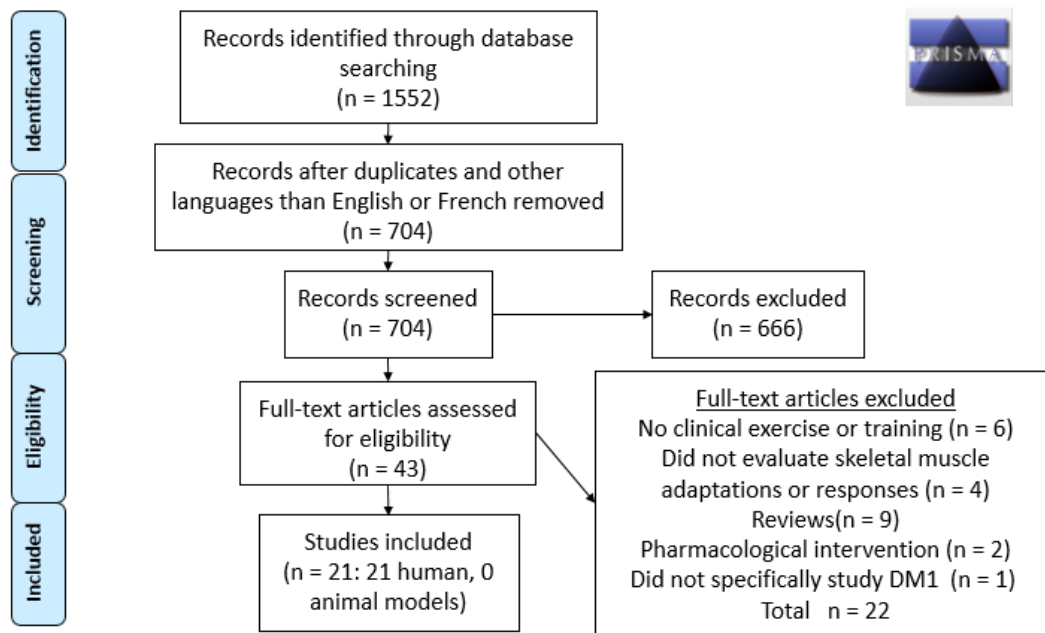 Identification
Screening
Eligibility
Included
Records identified through database
searching
(n = 1552)
PRISMA
Records after duplicates and other
languages than English or French removed
(n = 704)
Records screened
(n = 704)
Records excluded
(n = 666)
Full-text articles assessed
for eligibility
(n = 43)
Full-text articles excluded
No clinical exercise or training (n = 6)
Did not evaluate skeletal muscle
adaptations or responses (n = 4)
Reviews(n = 9)
Pharmacological intervention (n = 2)
Did not specifically study DM1 (n = 1)
Total n = 22
Studies included
(n = 21: 21 human, 0
animal models)